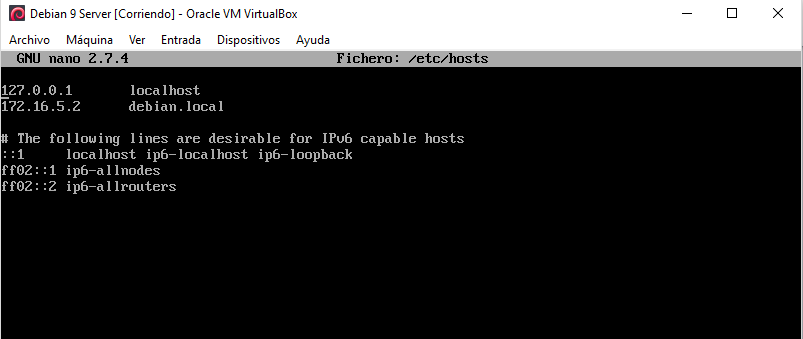 Debian 9 Server [Corriendo] - Oracle VM VirtualBox
Archivo Máquina Ver Entrada Dispositivos Ayuda
GNU nano 2.7.4 Fichero: /etc/hosts
127.0.0.1 localhost
172.16.5.2 debian.local
# The following lines are desirable for IPv6 capable hosts
::1 localhost ip6-localhost ip6-loopback
ff02::1 ip6-allnodes
ff02::2 ip6-allrouters